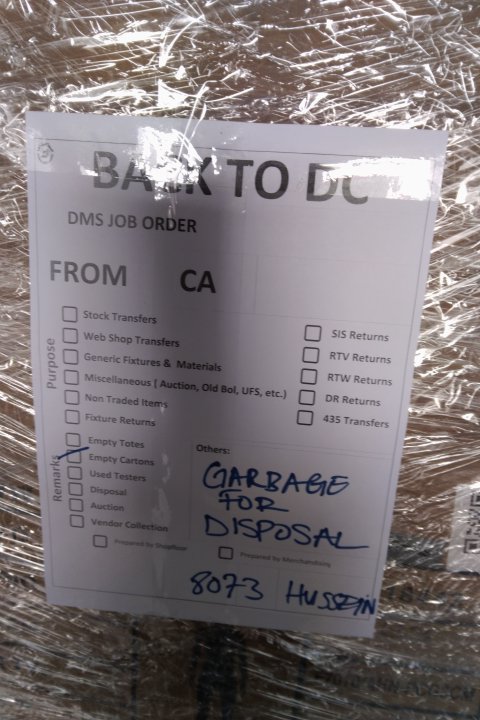 BACK TO DC
DMS JOB ORDER
FROM CA
Purpose
Stock Transfers
Web Shop Transfers
Generic Fixtures & Materials
Miscellaneous ( Auction, Old Bol, UFS, etc.)
Non Traded Items
Fixture Returns
SIS Returns
RTV Returns
RTW Returns
DR Returns
435 Transfers
Remarks
Empty Totes
Empty Cartons
Used Testers
Disposal
Auction
Vendor Collection
Others:
GARBAGE
FOR
DISPOSAL
Prepared by Shopfloor
Prepared by Merchandising
8073 HUSSEIN